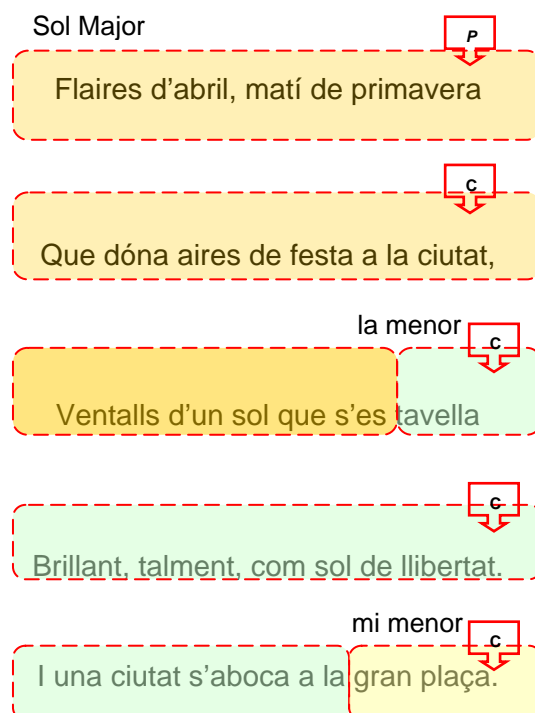 Sol Major
P
Flaires d'abril, matí de primavera
C
Que dóna aires de festa a la ciutat,
la menor
C
Ventalls d'un sol que s'es tavella
C
Brillant, talment, com sol de llibertat.
mi menor
C
I una ciutat s'aboca a la gran plaça.